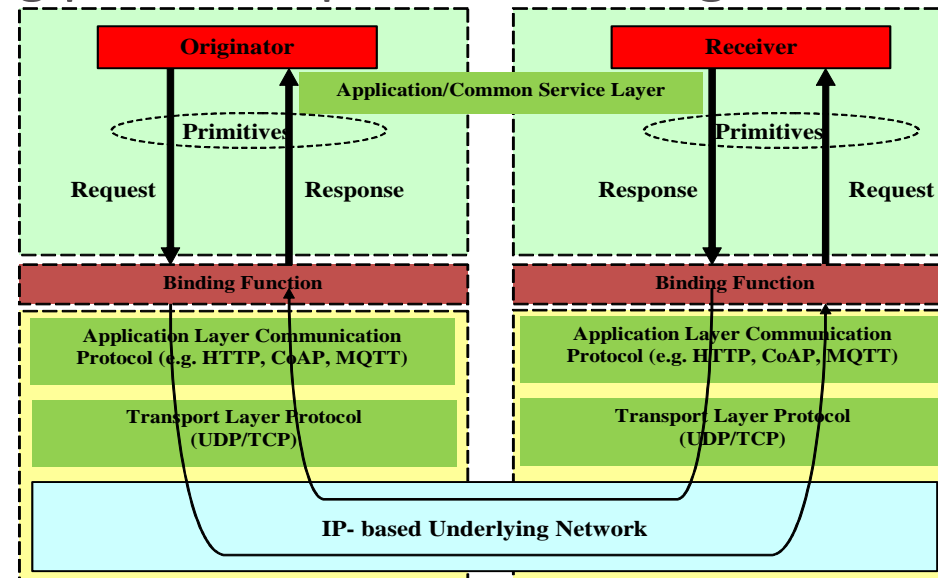 Originator
Receiver
Application/Common Service Layer
Primitives
Primitives
Request
Response
Response
Request
Binding Function
Binding Function
Application Layer Communication
Protocol (e.g. HTTP, CoAP, MQTT)
Application Layer Communication
Protocol (e.g. HTTP, CoAP, MQTT)
Transport Layer Protocol
(UDP/TCP)
Transport Layer Protocol
(UDP/TCP)
IP- based Underlying Network